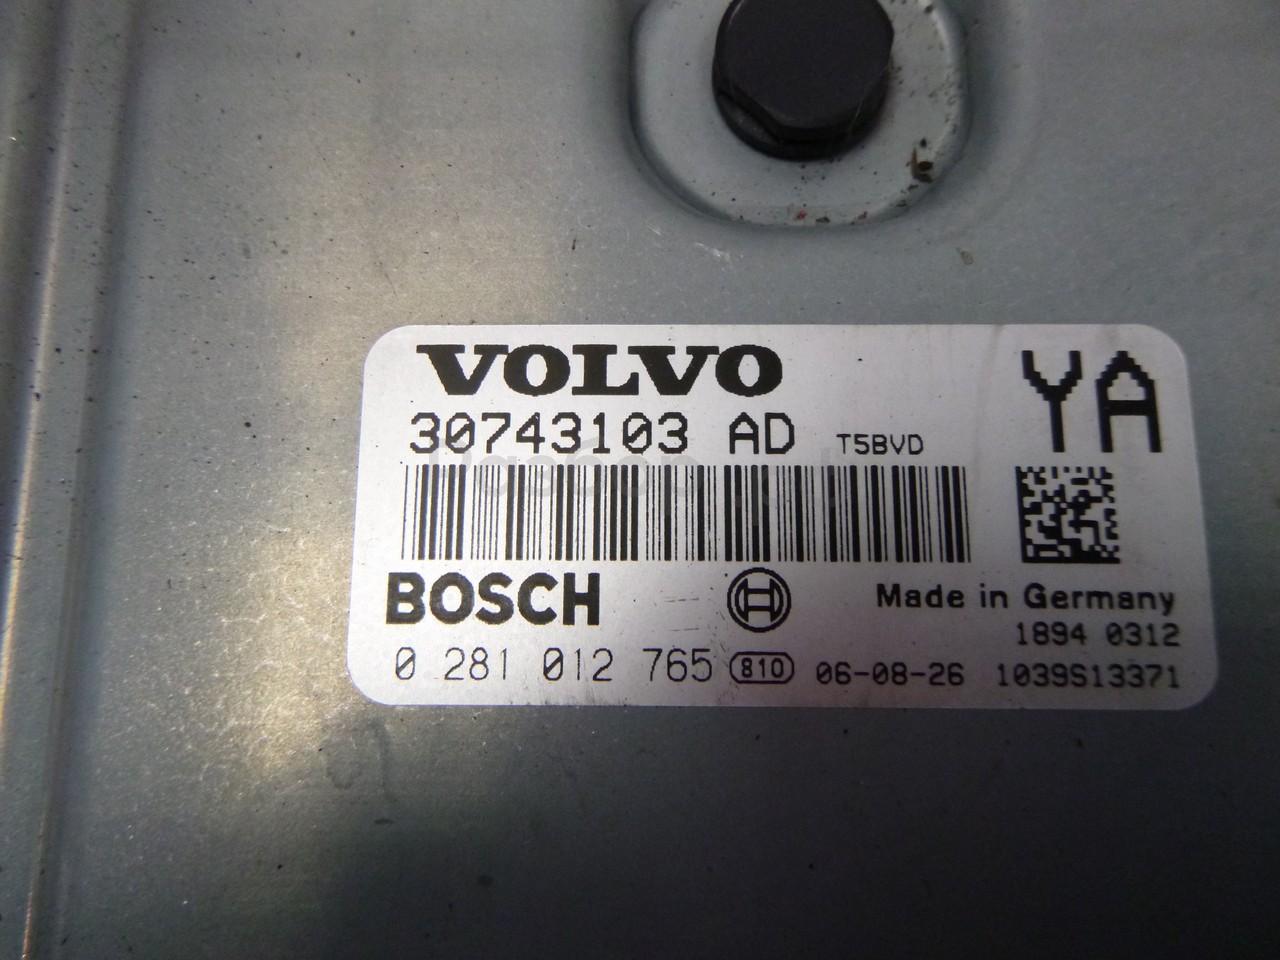 VOLVO
YA
30743103 AD T5BVD
BOSCH
Made in Germany
1894 0312
0 281 012 765 810 06-08-26 1039S13371